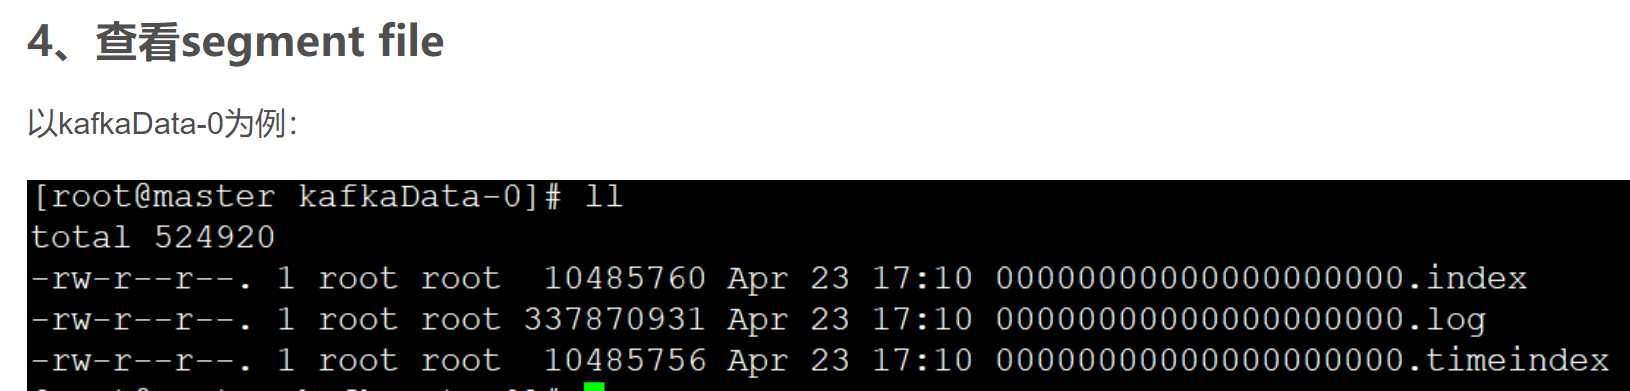 4、查看segment file
以kafkaData-0为例：
[root@master kafkaData-0]# ll
total 524920
-rw-r--r--. 1 root root  10485760 Apr 23 17:10 00000000000000000000.index
-rw-r--r--. 1 root root 337870931 Apr 23 17:10 00000000000000000000.log
-rw-r--r--. 1 root root  10485756 Apr 23 17:10 00000000000000000000.timeindex